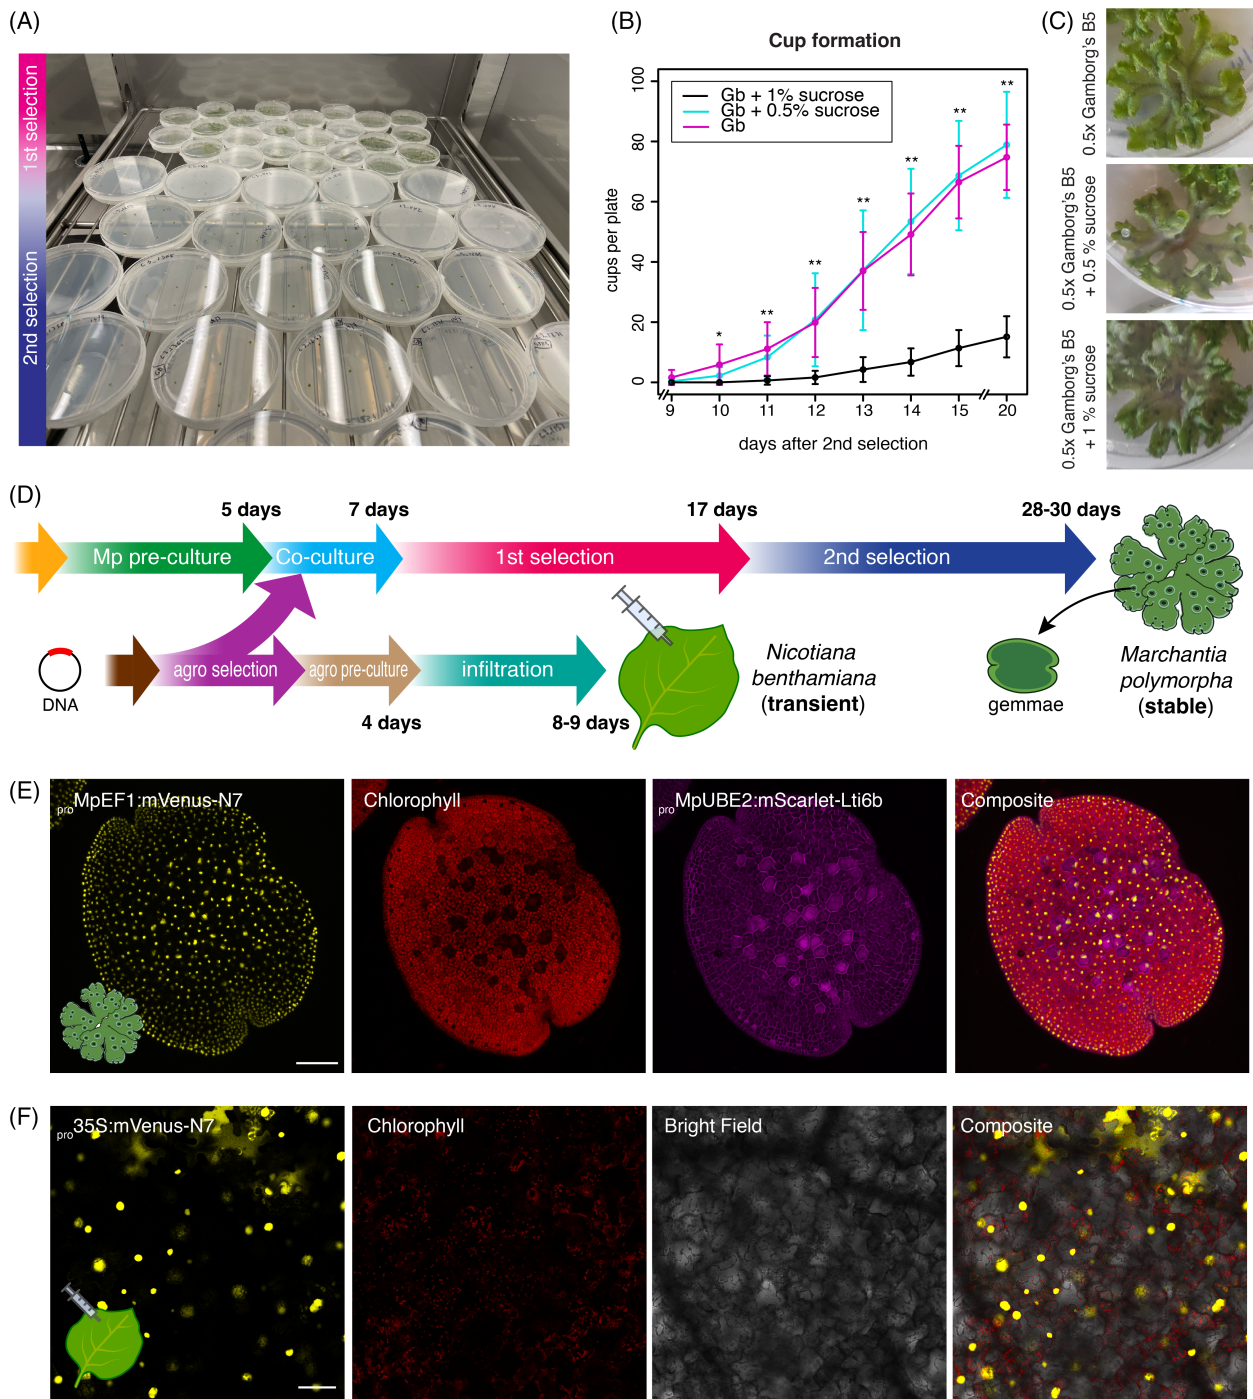 (A)
1st selection
2nd selection
(B)
Cup formation
Gb + 1% sucrose
Gb + 0.5% sucrose
Gb
cups per plate
100
80
60
40
20
0
*
**
**
**
**
**
**
9
10
11
12
13
14
15
20
days after 2nd selection
(C)
0.5x Gamborg's B5
0.5x Gamborg's B5
+ 0.5 % sucrose
0.5x Gamborg's B5
+ 1 % sucrose
(D)
5 days
7 days
17 days
28-30 days
Mp pre-culture
Co-culture
1st selection
2nd selection
DNA
agro selection
agro pre-culture
infiltration
4 days
8-9 days
Nicotiana
benthamiana
(transient)
gemmae
Marchantia
polymorpha
(stable)
(E)
proMpEF1:mVenus-N7
Chlorophyll
proMpUBE2:mScarlet-Lti6b
Composite
(F)
pro35S:mVenus-N7
Chlorophyll
Bright Field
Composite